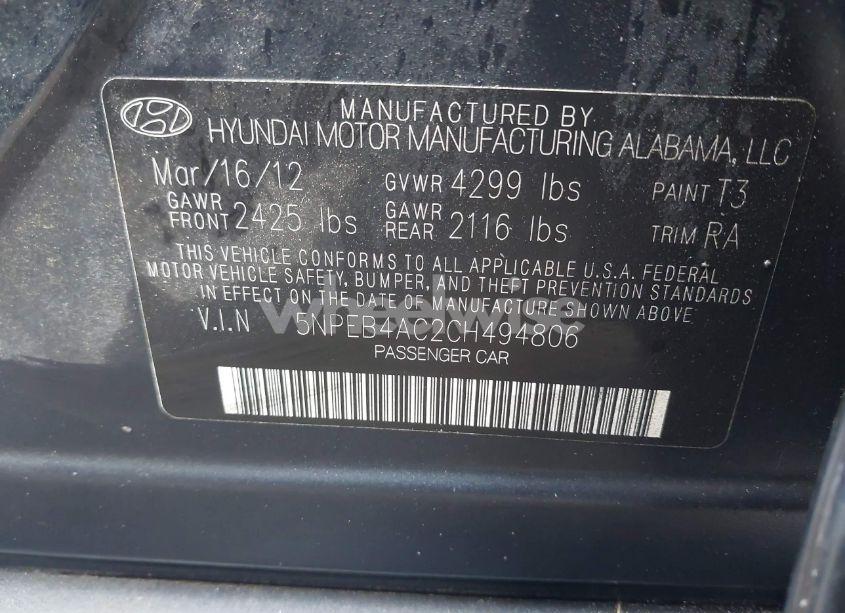 MANUFACTURED BY
HYUNDAI MOTOR MANUFACTURING ALABAMA, LLC
Mar/16/12 GVWR 4299 lbs PAINT T3
GAWR FRONT 2425 lbs GAWR REAR 2116 lbs TRIM RA
THIS VEHICLE CONFORMS TO ALL APPLICABLE U.S.A. FEDERAL
MOTOR VEHICLE SAFETY, BUMPER, AND THEFT PREVENTION STANDARDS
IN EFFECT ON THE DATE OF MANUFACTURE SHOWN ABOVE
wheelwise
V.I.N 5NPEB4AC2CH494806
PASSENGER CAR